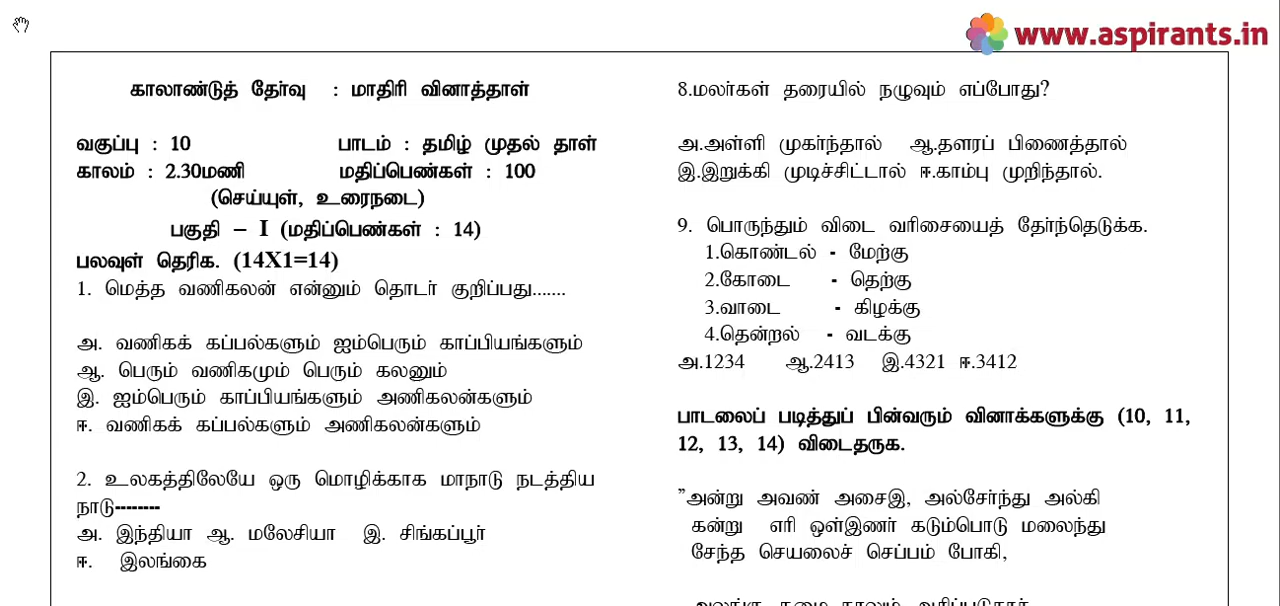 www.aspirants.in
காலாண்டுத் தேர்வு : மாதிரி வினாத்தாள்
வகுப்பு : 10 பாடம் : தமிழ் முதல் தாள்
காலம் : 2.30மணி மதிப்பெண்கள் : 100
(செய்யுள், உரைநடை)
பகுதி – I (மதிப்பெண்கள் : 14)
பலவுள் தெரிக. (14X1=14)
1. மெத்த வணிகலன் என்னும் தொடர் குறிப்பது.......
அ. வணிகக் கப்பல்களும் ஐம்பெரும் காப்பியங்களும்
ஆ. பெரும் வணிகமும் பெரும் கலனும்
இ. ஐம்பெரும் காப்பியங்களும் அணிகலன்களும்
ஈ. வணிகக் கப்பல்களும் அணிகலன்களும்
2. உலகத்திலேயே ஒரு மொழிக்காக மாநாடு நடத்திய
நாடு--------
அ. இந்தியா ஆ. மலேசியா இ. சிங்கப்பூர்
ஈ. இலங்கை
8.மலர்கள் தரையில் நழுவும் எப்போது?
அ.அள்ளி முகர்ந்தால் ஆ.தளரப் பிணைத்தால்
இ.இறுக்கி முடிச்சிட்டால் ஈ.காம்பு முறிந்தால்.
9. பொருந்தும் விடை வரிசையைத் தேர்ந்தெடுக்க.
1.கொண்டல் - மேற்கு
2.கோடை - தெற்கு
3.வாடை - கிழக்கு
4.தென்றல் - வடக்கு
அ.1234 ஆ.2413 இ.4321 ஈ.3412
பாடலைப் படித்துப் பின்வரும் வினாக்களுக்கு (10, 11,
12, 13, 14) விடைதருக.
”அன்று அவண் அசைஇ, அல்சேர்ந்து அல்கி
கன்று எரி ஒள்இணர் கடும்பொடு மலைந்து
சேந்த செயலைச் செப்பம் போகி,